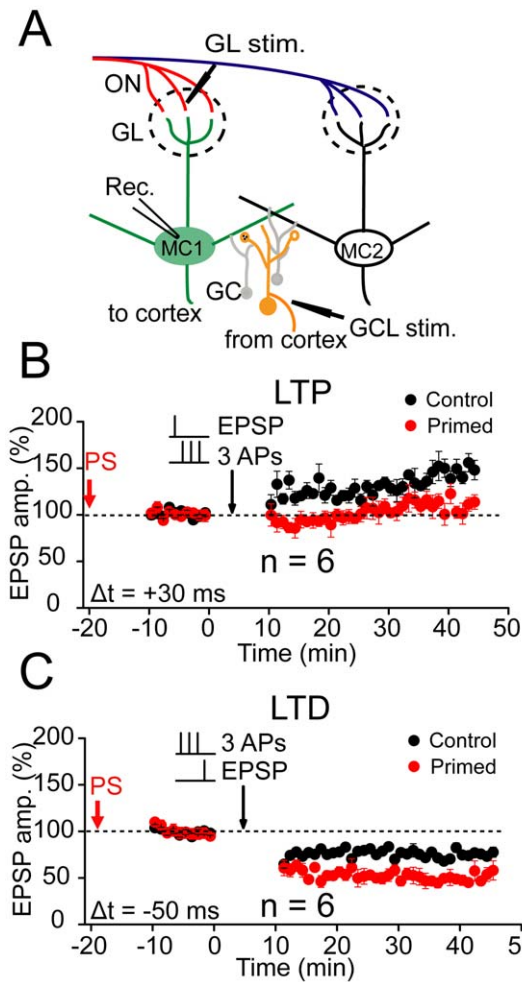 A
GL stim.
ON
GL
Rec.
MC1
MC2
GC
to cortex
from cortex
GCL stim.
B
LTP
EPSP amp. (%)
200
150
100
50
0
PS
EPSP
3 APs
Control
Primed
n = 6
Δt = +30 ms
-20 -10 0 10 20 30 40 50
Time (min)
C
LTD
EPSP amp. (%)
200
150
100
50
0
PS
3 APs
EPSP
Control
Primed
n = 6
Δt = -50 ms
-20 -10 0 10 20 30 40 50
Time (min)